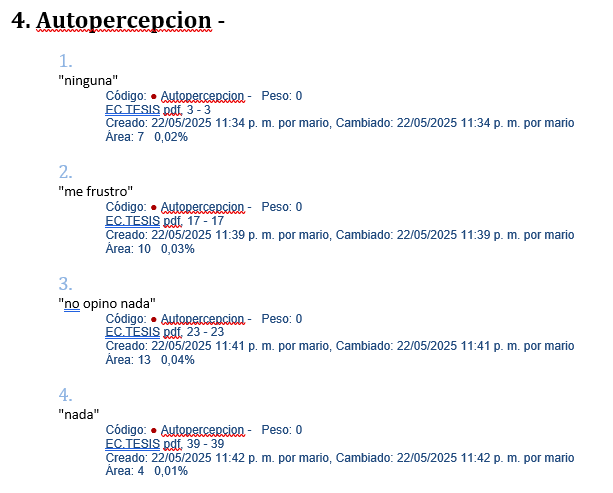 4. Autopercepcion -
1.
"ninguna"
Código: ● Autopercepcion - Peso: 0
EC.TESIS pdf, 3 - 3
Creado: 22/05/2025 11:34 p. m. por mario, Cambiado: 22/05/2025 11:34 p. m. por mario
Área: 7 0,02%
2.
"me frustro"
Código: ● Autopercepcion - Peso: 0
EC.TESIS pdf, 17 - 17
Creado: 22/05/2025 11:39 p. m. por mario, Cambiado: 22/05/2025 11:39 p. m. por mario
Área: 10 0,03%
3.
"no opino nada"
Código: ● Autopercepcion - Peso: 0
EC.TESIS pdf, 23 - 23
Creado: 22/05/2025 11:41 p. m. por mario, Cambiado: 22/05/2025 11:41 p. m. por mario
Área: 13 0,04%
4.
"nada"
Código: ● Autopercepcion - Peso: 0
EC.TESIS pdf, 39 - 39
Creado: 22/05/2025 11:42 p. m. por mario, Cambiado: 22/05/2025 11:42 p. m. por mario
Área: 4 0,01%